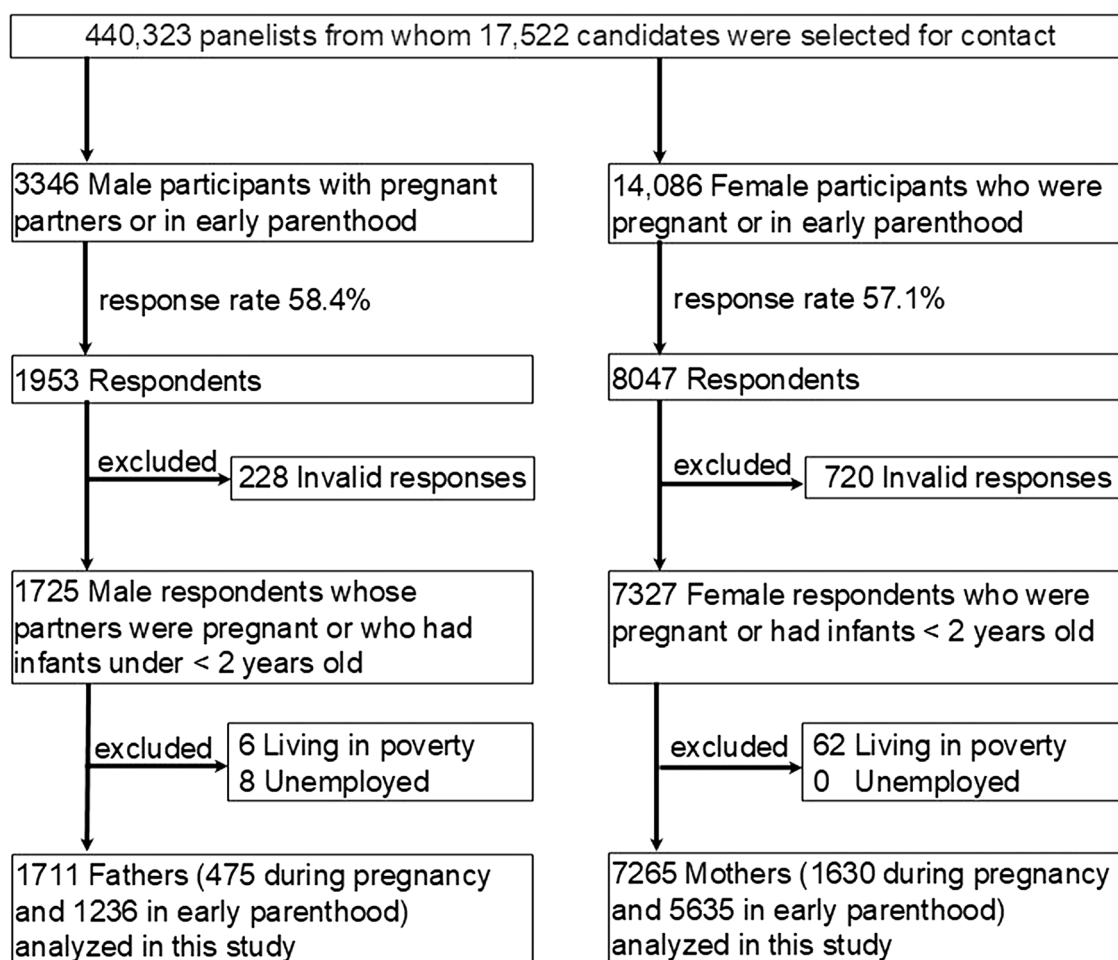 440,323 panelists from whom 17,522 candidates were selected for contact
3346 Male participants with pregnant
partners or in early parenthood
response rate 58.4%
1953 Respondents
excluded
228 Invalid responses
1725 Male respondents whose
partners were pregnant or who had
infants under < 2 years old
excluded
6 Living in poverty
8 Unemployed
1711 Fathers (475 during pregnancy
and 1236 in early parenthood)
analyzed in this study
14,086 Female participants who were
pregnant or in early parenthood
response rate 57.1%
8047 Respondents
excluded
720 Invalid responses
7327 Female respondents who were
pregnant or had infants < 2 years old
excluded
62 Living in poverty
0 Unemployed
7265 Mothers (1630 during pregnancy
and 5635 in early parenthood)
analyzed in this study